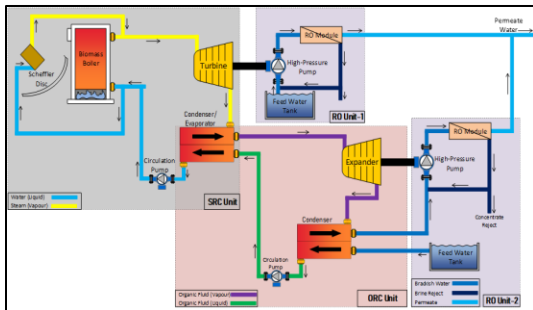 Permeate
Water
Biomass
Boiler
Scheffler
Disc
Turbine
RO Module
High-Pressure
Pump
Feed Water
Tank
RO Unit-1
Condenser/
Evaporator
Circulation
Pump
SRC Unit
Water (Liquid)
Steam (Vapour)
Expander
RO Module
High-Pressure
Pump
Concentrate
Reject
Condenser
Circulation
Pump
Feed Water
Tank
Organic Fluid (Vapour)
Organic Fluid (Liquid)
ORC Unit
Bradish Water
Brine Reject
Permeate
RO Unit-2